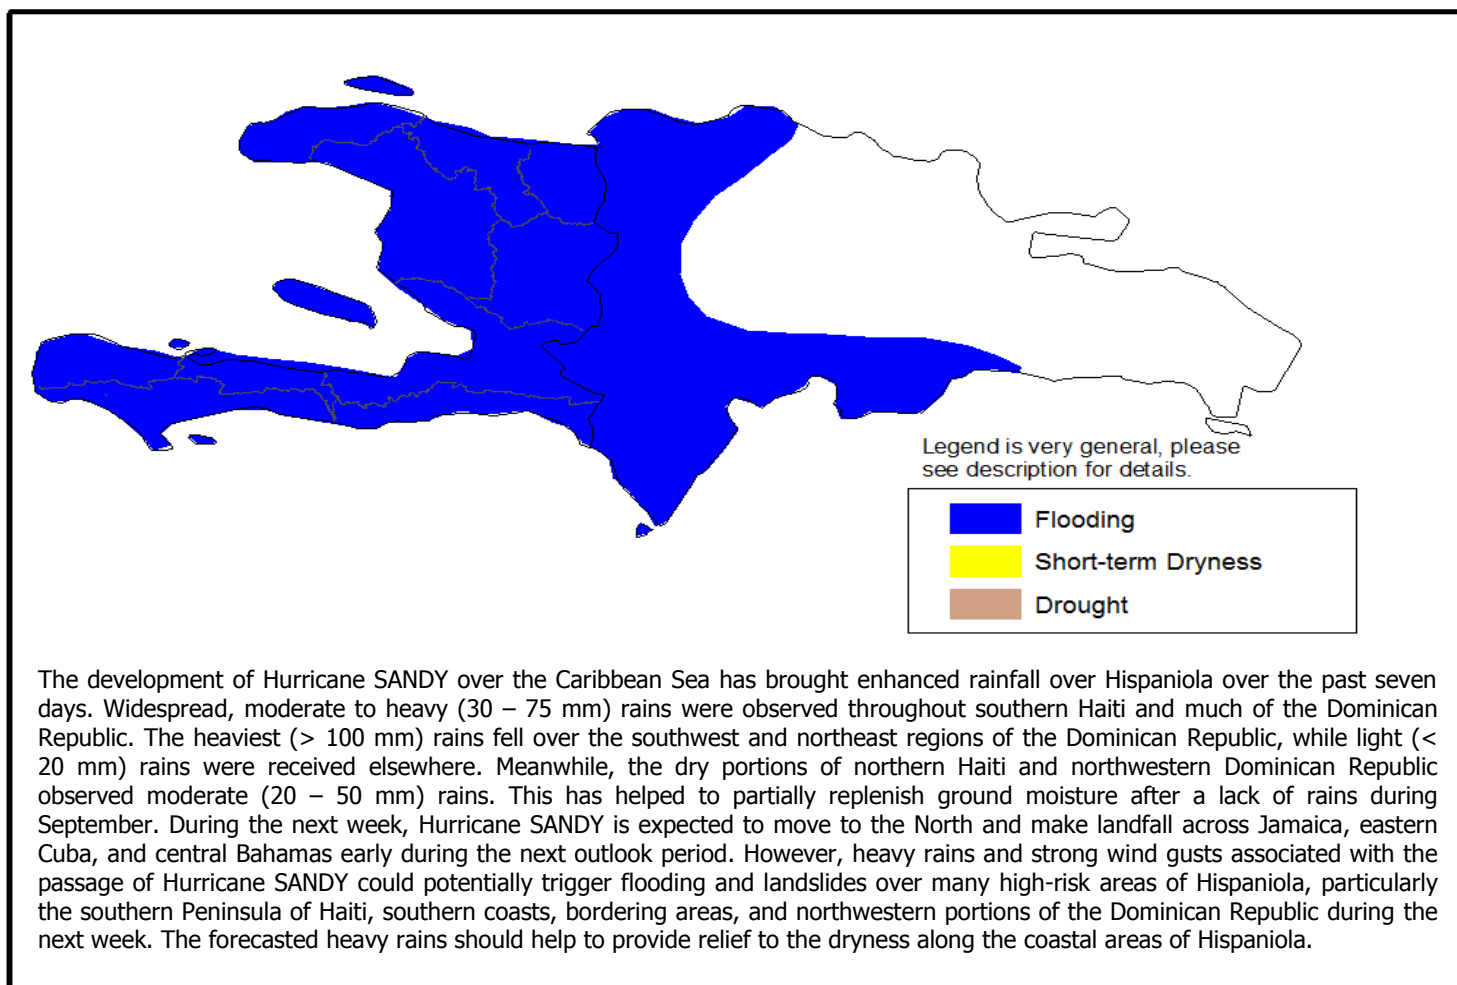 Legend is very general, please
see description for details.
Flooding
Short-term Dryness
Drought
The development of Hurricane SANDY over the Caribbean Sea has brought enhanced rainfall over Hispaniola over the past seven
days. Widespread, moderate to heavy (30 – 75 mm) rains were observed throughout southern Haiti and much of the Dominican
Republic. The heaviest (> 100 mm) rains fell over the southwest and northeast regions of the Dominican Republic, while light (<
20 mm) rains were received elsewhere. Meanwhile, the dry portions of northern Haiti and northwestern Dominican Republic
observed moderate (20 – 50 mm) rains. This has helped to partially replenish ground moisture after a lack of rains during
September. During the next week, Hurricane SANDY is expected to move to the North and make landfall across Jamaica, eastern
Cuba, and central Bahamas early during the next outlook period. However, heavy rains and strong wind gusts associated with the
passage of Hurricane SANDY could potentially trigger flooding and landslides over many high-risk areas of Hispaniola, particularly
the southern Peninsula of Haiti, southern coasts, bordering areas, and northwestern portions of the Dominican Republic during the
next week. The forecasted heavy rains should help to provide relief to the dryness along the coastal areas of Hispaniola.